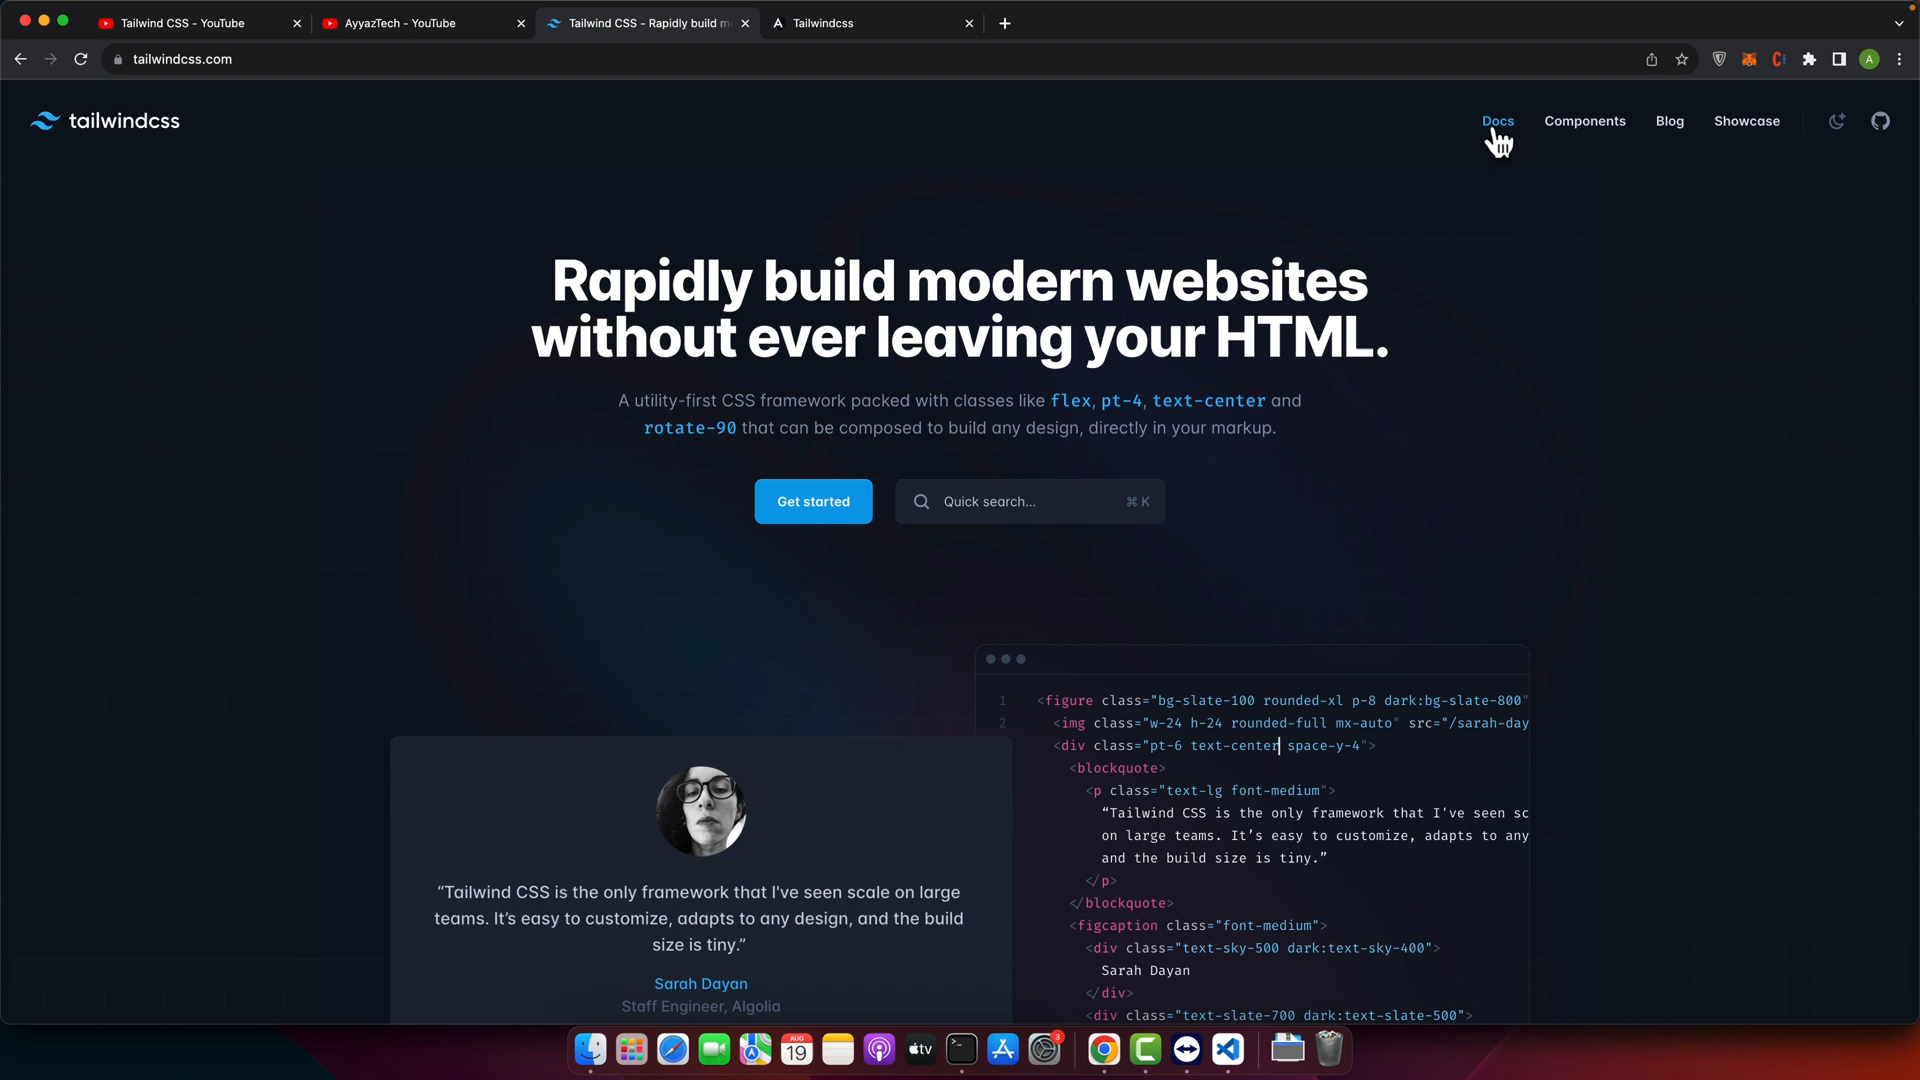 Tailwind CSS - YouTube
AyyazTech - YouTube
Tailwind CSS - Rapidly build m
Tailwindcss
tailwindcss.com
A
tailwindcss
Docs
Components
Blog
Showcase
Rapidly build modern websites
without ever leaving your HTML.
A utility-first CSS framework packed with classes like flex, pt-4, text-center and
rotate-90 that can be composed to build any design, directly in your markup.
Get started
Quick search...
⌘ K
1 <figure class="bg-slate-100 rounded-xl p-8 dark:bg-slate-800"
2 <img class="w-24 h-24 rounded-full mx-auto" src="/sarah-day
<div class="pt-6 text-center space-y-4">
<blockquote>
<p class="text-lg font-medium">
“Tailwind CSS is the only framework that I've seen sc
on large teams. It’s easy to customize, adapts to any
and the build size is tiny.”
</p>
</blockquote>
<figcaption class="font-medium">
<div class="text-sky-500 dark:text-sky-400">
Sarah Dayan
</div>
<div class="text-slate-700 dark:text-slate-500">
“Tailwind CSS is the only framework that I've seen scale on large
teams. It’s easy to customize, adapts to any design, and the build
size is tiny.”
Sarah Dayan
Staff Engineer, Algolia
AUG
19
tv
3